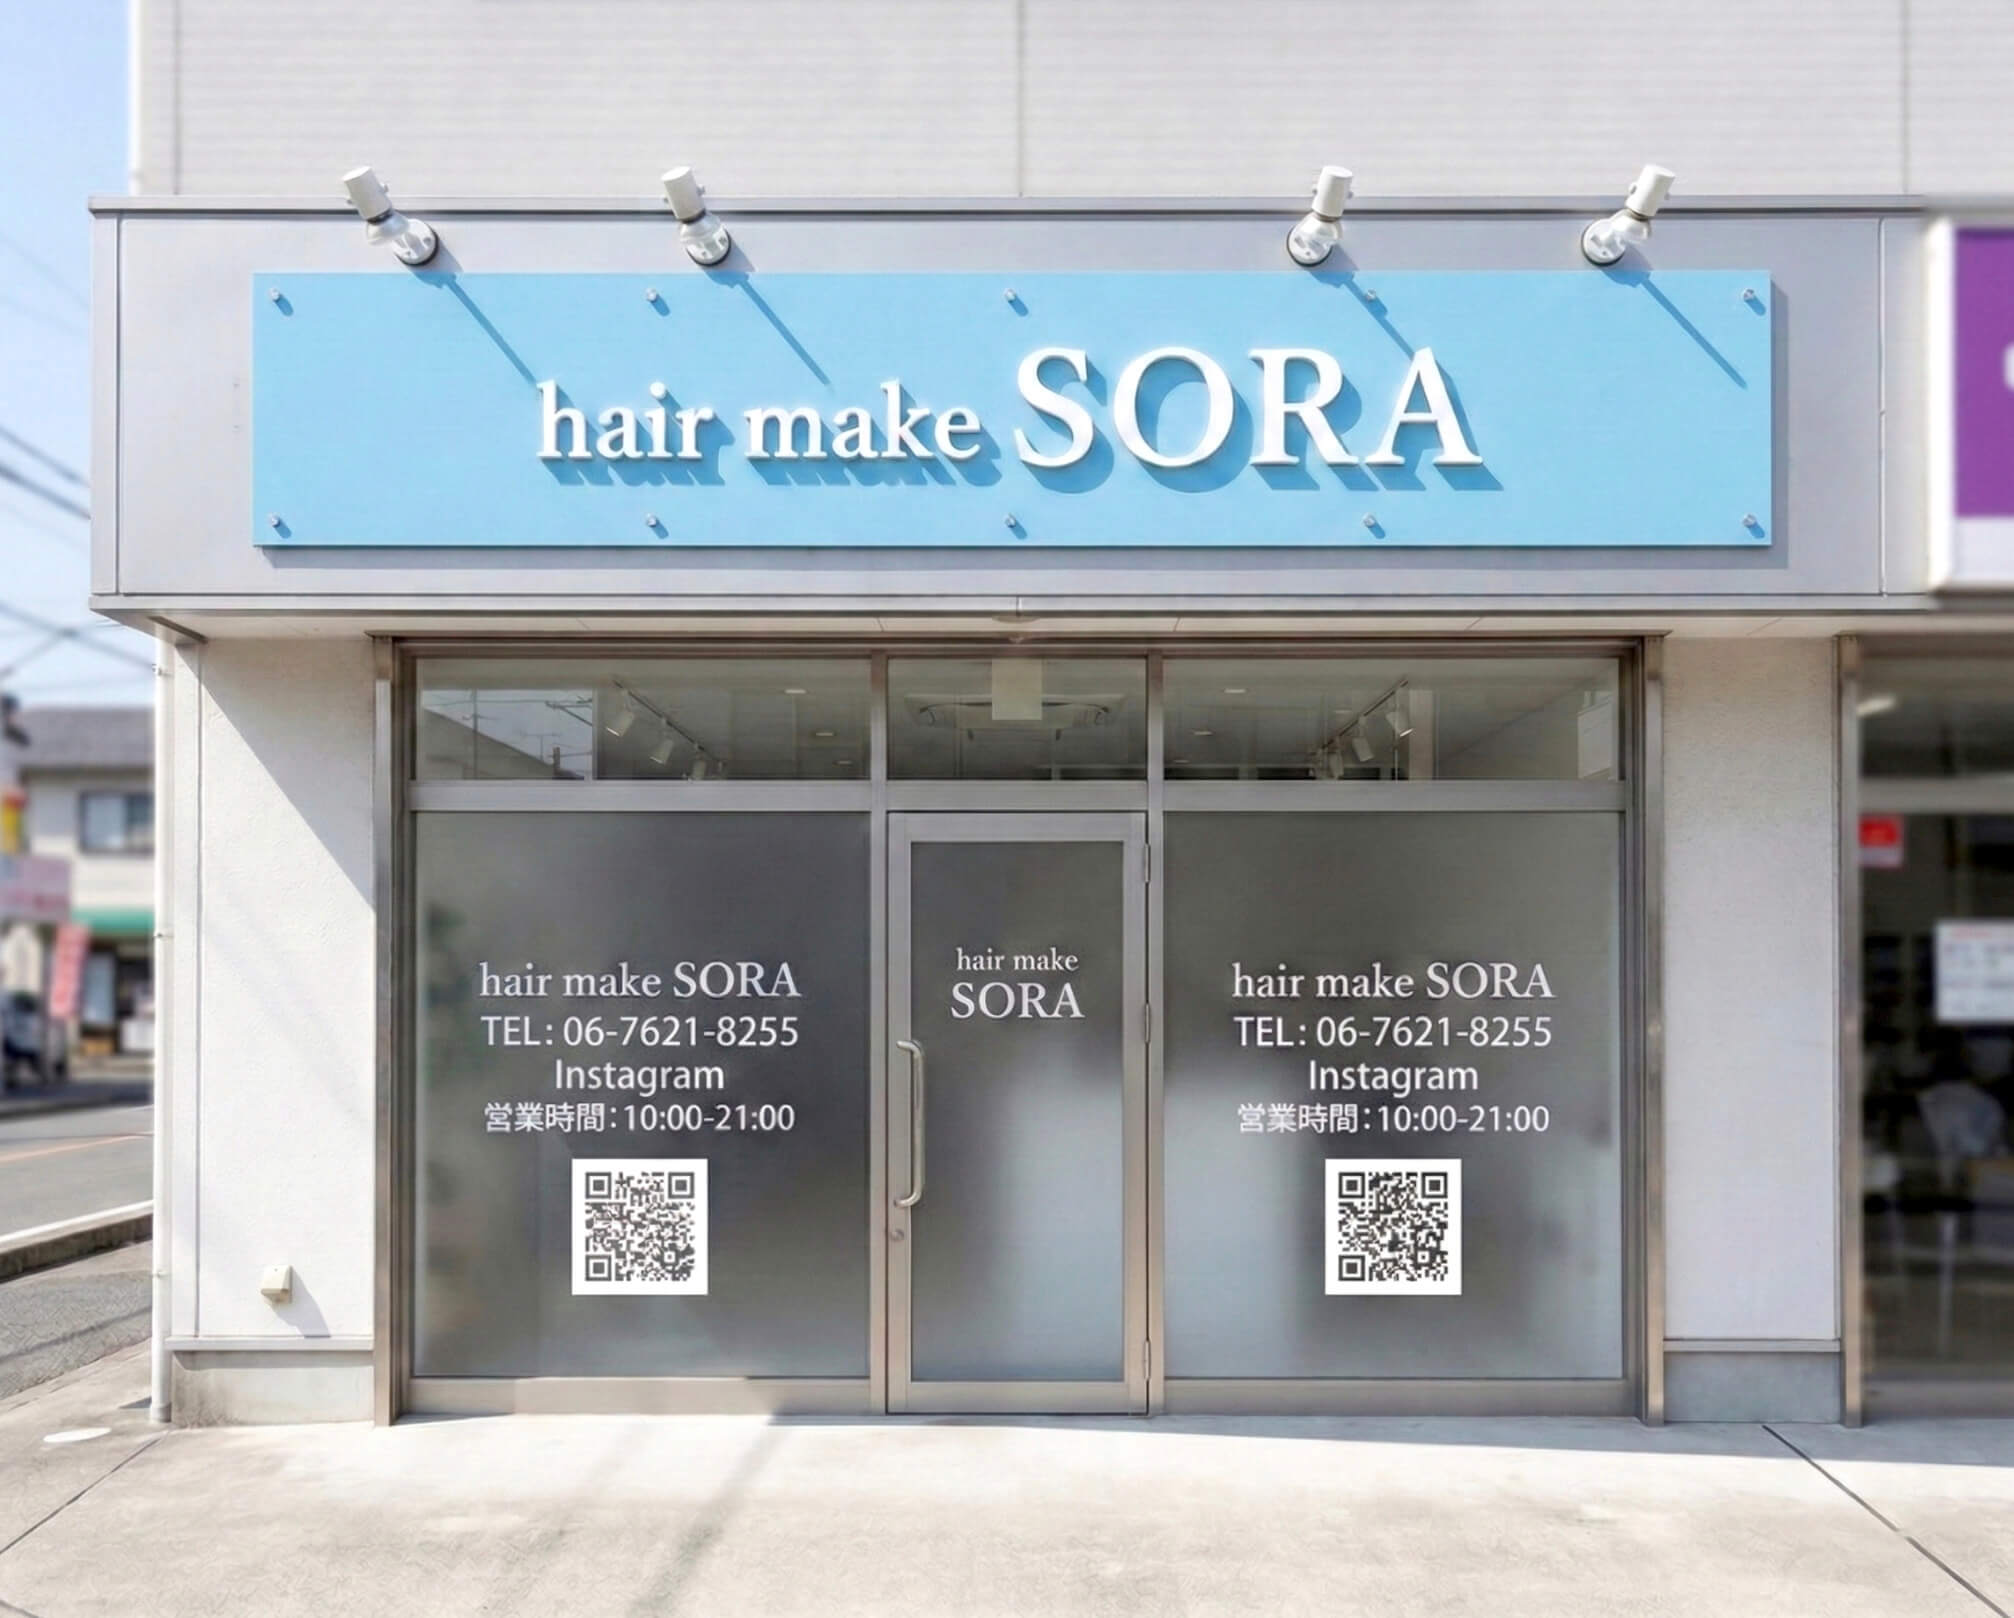 hair make SORA
hair make SORA
TEL: 06-7621-8255
Instagram
営業時間：10:00-21:00
hair make
SORA
hair make SORA
TEL: 06-7621-8255
Instagram
営業時間：10:00-21:00